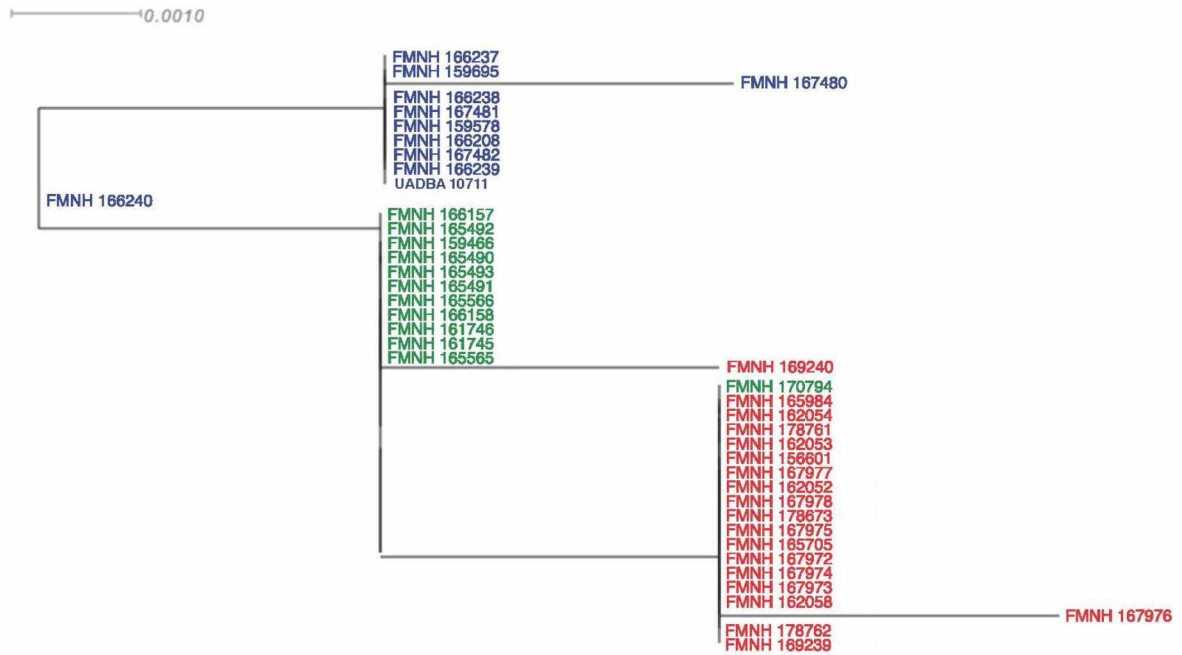 0.0010
FMNH 166237
FMNH 159695
FMNH 167480
FMNH 166238
FMNH 167481
FMNH 159578
FMNH 166208
FMNH 167482
FMNH 166239
UADBA 10711
FMNH 166240
FMNH 166157
FMNH 165492
FMNH 159466
FMNH 165490
FMNH 165493
FMNH 165491
FMNH 165566
FMNH 166158
FMNH 161746
FMNH 161745
FMNH 165565
FMNH 169240
FMNH 170794
FMNH 165984
FMNH 162054
FMNH 178761
FMNH 162053
FMNH 156601
FMNH 167977
FMNH 162052
FMNH 167978
FMNH 178673
FMNH 167975
FMNH 165705
FMNH 167972
FMNH 167974
FMNH 167973
FMNH 162058
FMNH 167976
FMNH 178762
FMNH 169239